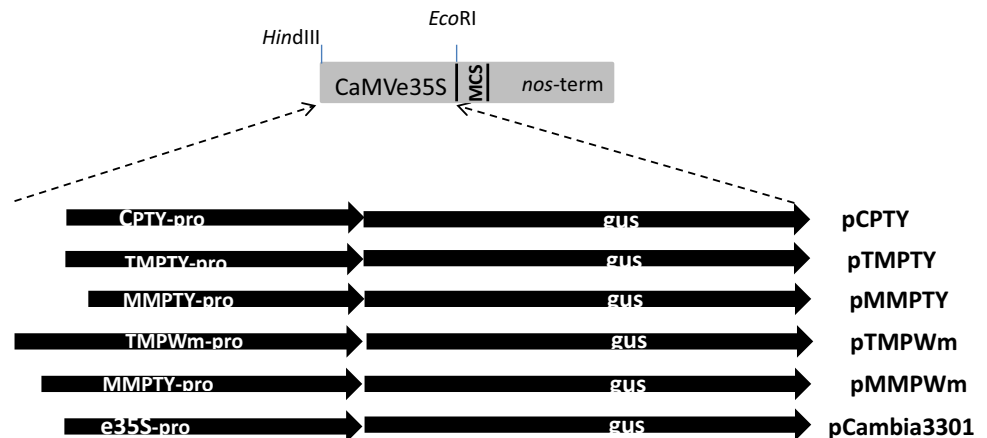 EcoRI
HindIII
CaMVe35S MCS nos-term
CPTY-pro gus pCPTY
TMPTY-pro gus pTMPTY
MMPTY-pro gus pMMPTY
TMPWm-pro gus pTMPWm
MMPTY-pro gus pMMPWm
e35S-pro gus pCambia3301